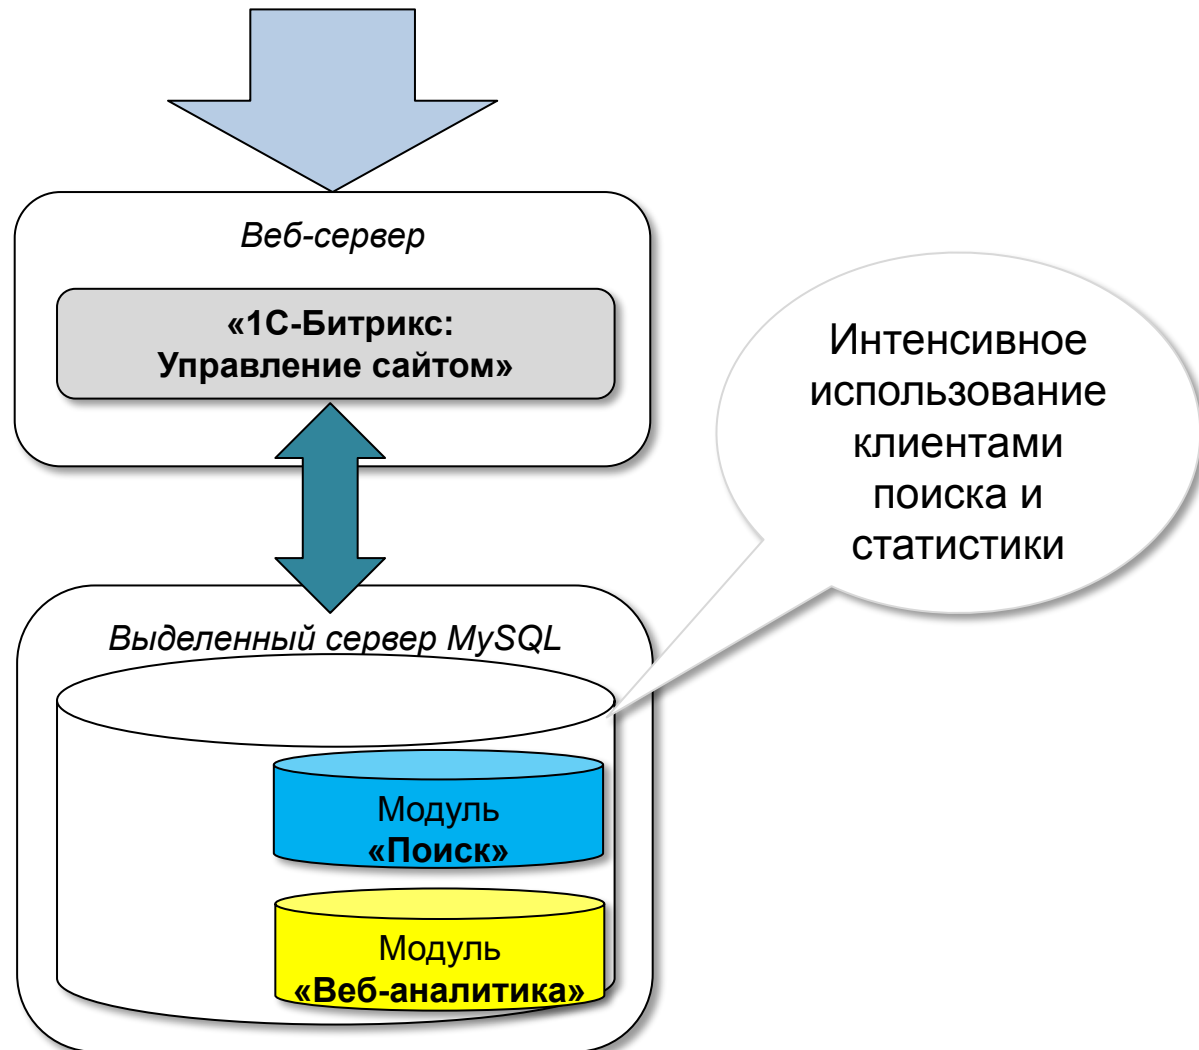 Веб-сервер
«1С-Битрикс:
Управление сайтом»
Интенсивное
использование
клиентами
поиска и
статистики
Выделенный сервер MySQL
Модуль
«Поиск»
Модуль
«Веб-аналитика»